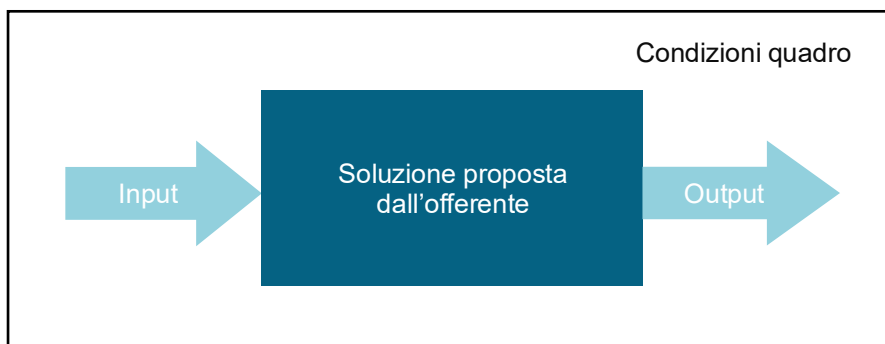 Condizioni quadro
Input
Soluzione proposta
dall’offerente
Output